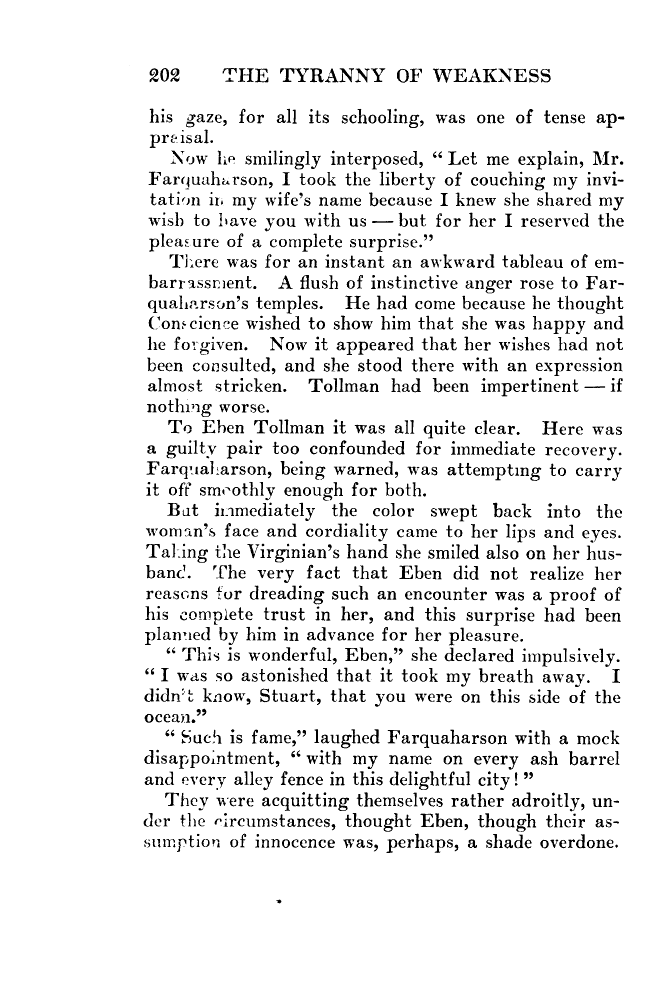 202 THE TYRANNY OF WEAKNESS
his gaze, for all its schooling, was one of tense ap-
praisal.
Now he smilingly interposed, “ Let me explain, Mr.
Farquaharson, I took the liberty of couching my invi-
tation in my wife’s name because I knew she shared my
wish to have you with us — but for her I reserved the
pleasure of a complete surprise.”
There was for an instant an awkward tableau of em-
barrassment. A flush of instinctive anger rose to Far-
quaharson’s temples. He had come because he thought
Conscience wished to show him that she was happy and
he forgiven. Now it appeared that her wishes had not
been consulted, and she stood there with an expression
almost stricken. Tollman had been impertinent — if
nothing worse.
To Eben Tollman it was all quite clear. Here was
a guilty pair too confounded for immediate recovery.
Farquaharson, being warned, was attempting to carry
it off smoothly enough for both.
But immediately the color swept back into the
woman’s face and cordiality came to her lips and eyes.
Taking the Virginian’s hand she smiled also on her hus-
band. The very fact that Eben did not realize her
reasons for dreading such an encounter was a proof of
his complete trust in her, and this surprise had been
planned by him in advance for her pleasure.
“ This is wonderful, Eben,” she declared impulsively.
“ I was so astonished that it took my breath away. I
didn’t know, Stuart, that you were on this side of the
ocean.”
“ Such is fame,” laughed Farquaharson with a mock
disappointment, “ with my name on every ash barrel
and every alley fence in this delightful city! ”
They were acquitting themselves rather adroitly, un-
der the circumstances, thought Eben, though their as-
sumption of innocence was, perhaps, a shade overdone.